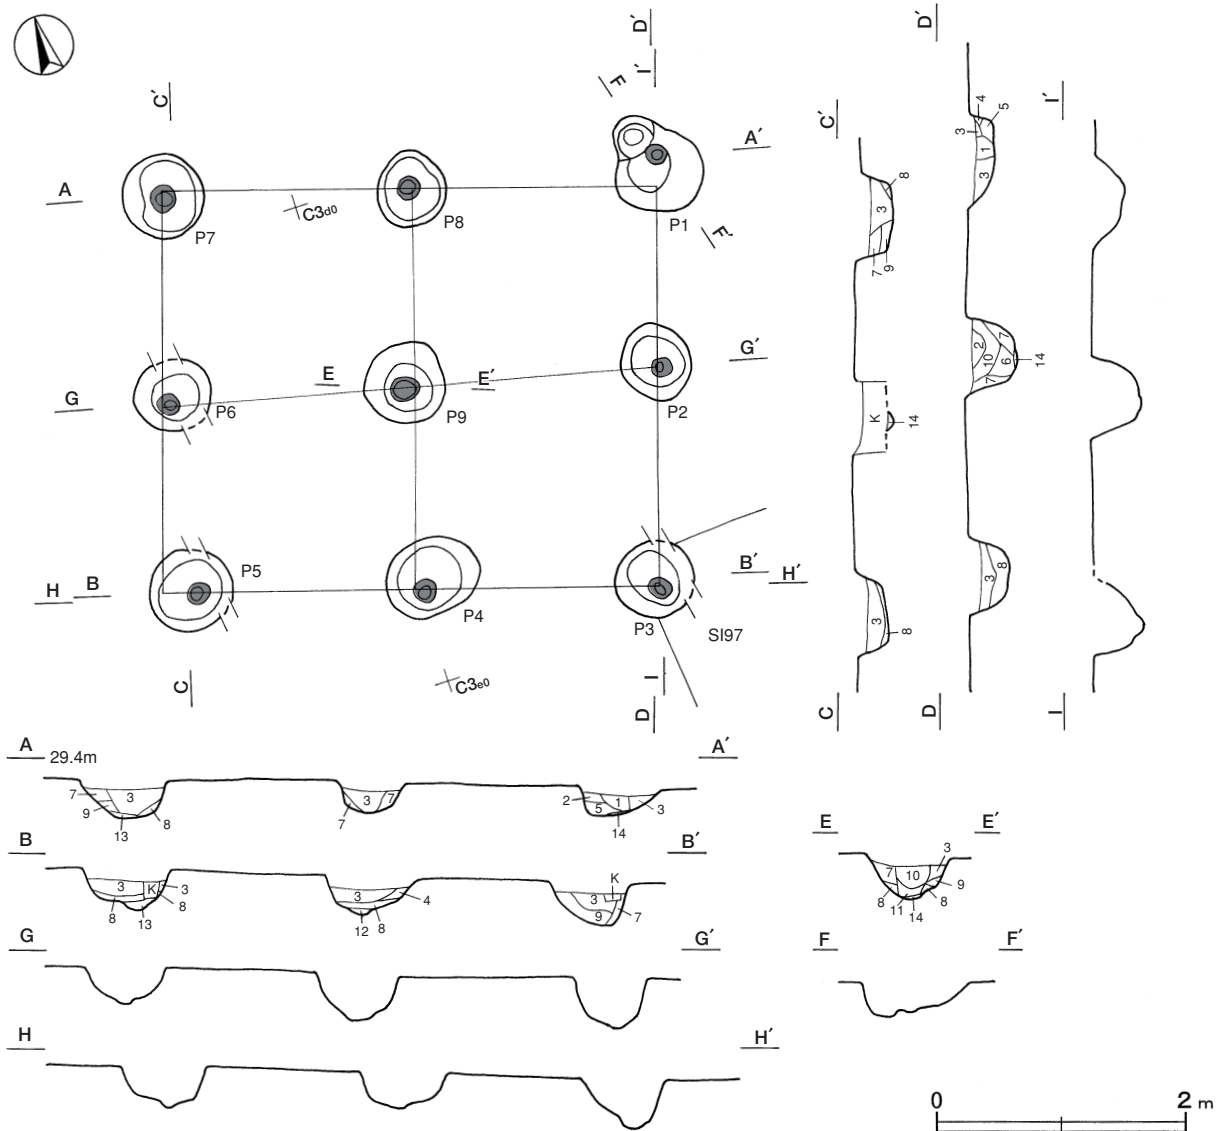 D′
I′
F
C′
A′
A
C3d0
P7
P8
P1
F′
G′
E
E′
G
P6
P9
P2
P5
B′
H′
H
B
P4
P3
SI97
C
C3e0
I
D
C′
8
3
7
9
K
14
3
8
C
D′
4
5
3
1
3
2
7
10
6
7
14
3
8
D
I′
I
A
29.4m
A′
7
3
9
13
8
3
7
7
2
5
1
3
14
B
B′
3
K
3
8
8
13
3
4
12
8
K
3
9
7
E
E′
3
7
10
9
8
11
14
8
G
G′
F
F′
H
H′
0
2 m